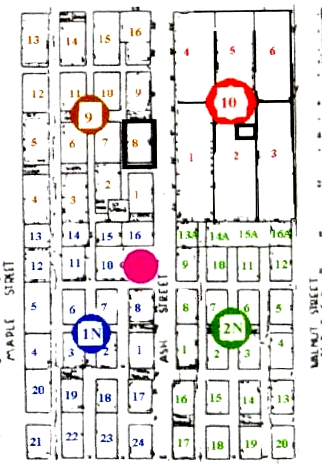 13 14 15 16 4 5 6
12 11 10 9 10
9
5 6 7 8 1 2 3
4 3 2 1
13 14 15 16 13A 14A 15A 16A
12 11 10 9 10 11 12
5 6 7 8 8 7 6 5
1N 2N
4 3 2 1 1 2 3 4
20 19 18 17 16 15 14 13
21 22 23 24 17 18 19 20
MAPLE STREET
ASH STREET
WALNUT STREET